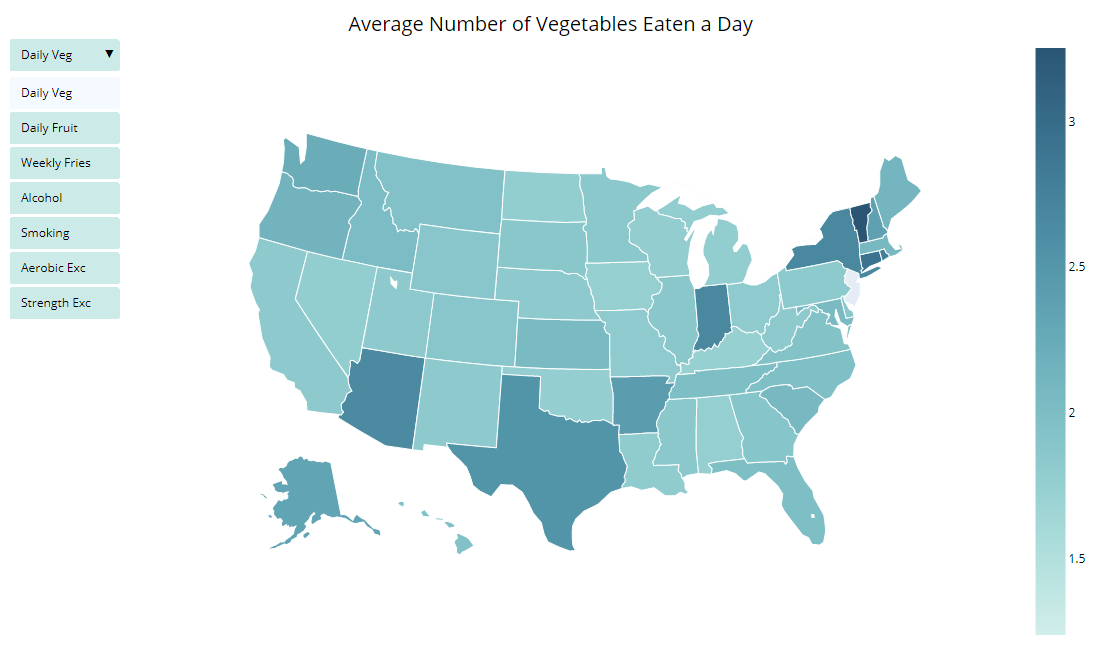 Average Number of Vegetables Eaten a Day
Daily Veg ▼
Daily Veg
Daily Fruit
Weekly Fries
Alcohol
Smoking
Aerobic Exc
Strength Exc
3
2.5
2
1.5